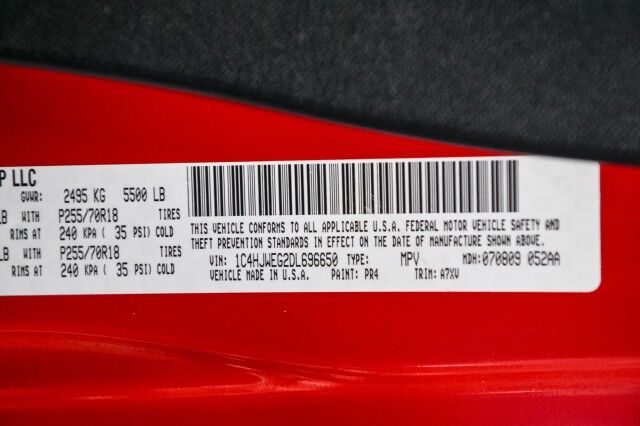 P LLC
GVWR: 2495 KG 5500 LB
LB WITH P255/70R18 TIRES
RIMS AT 240 KPA ( 35 PSI) COLD
LB WITH P255/70R18 TIRES
RIMS AT 240 KPA ( 35 PSI) COLD
THIS VEHICLE CONFORMS TO ALL APPLICABLE U.S.A. FEDERAL MOTOR VEHICLE SAFETY AND
THEFT PREVENTION STANDARDS IN EFFECT ON THE DATE OF MANUFACTURE SHOWN ABOVE.
VIN: 1C4HJWEG2DL696650 TYPE: MPV MDH: 070809 052AA
VEHICLE MADE IN U.S.A. PAINT: PR4 TRIM: A7XV